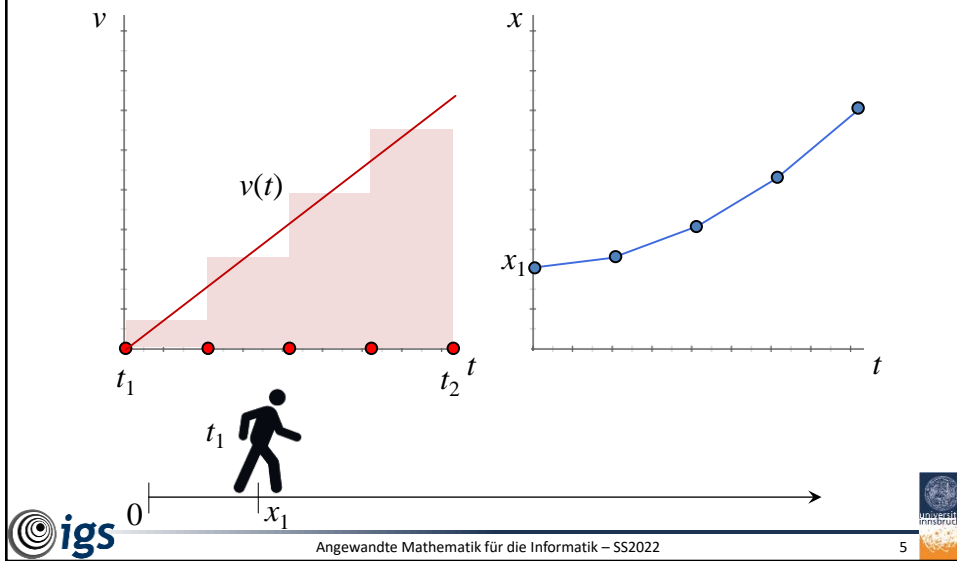 v
x
v(t)
x₁
t₁
t₂ t
t
t₁
0
x₁
igs
Angewandte Mathematik für die Informatik – SS2022
5
universität
innsbruck